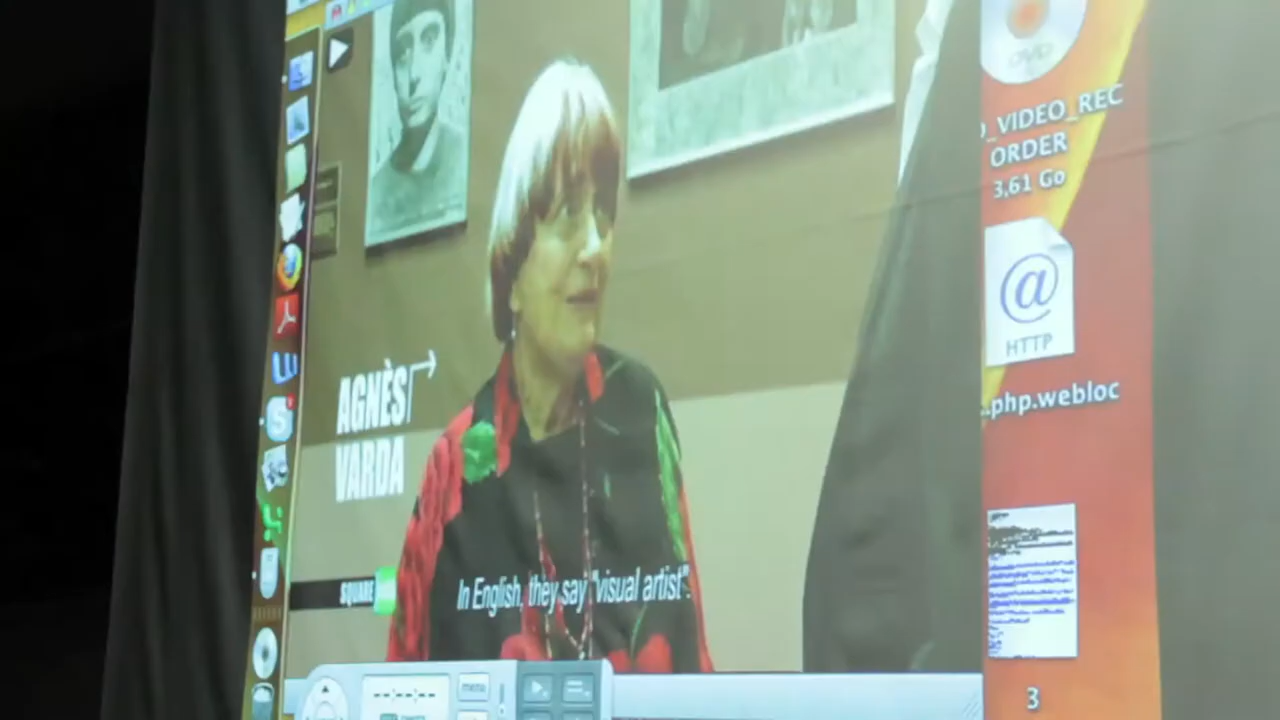 DVD
_VIDEO_REC
ORDER
3,61 Go
@
HTTP
.php.webloc
AGNÈS
VARDA
SQUARE
In English, they say "visual artist".
menu
3